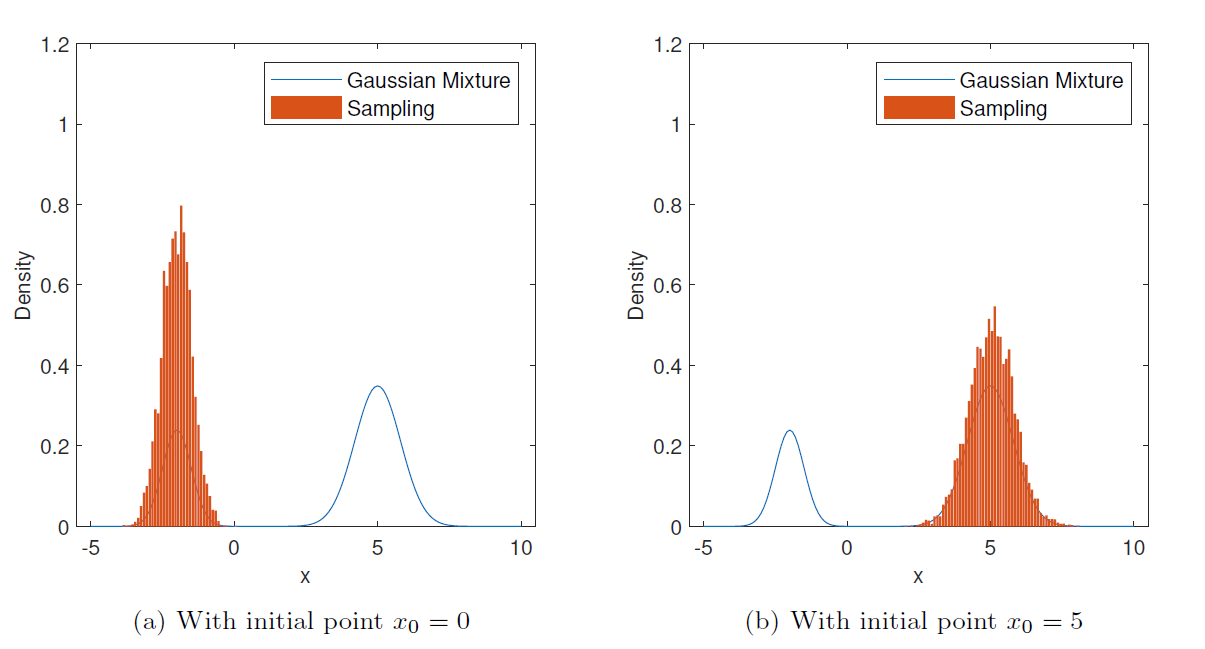 1.2
1
0.8
0.6
0.4
0.2
0
Density
Gaussian Mixture
Sampling
-5
0
5
10
x
(a) With initial point x₀ = 0
1.2
1
0.8
0.6
0.4
0.2
0
Density
Gaussian Mixture
Sampling
-5
0
5
10
x
(b) With initial point x₀ = 5